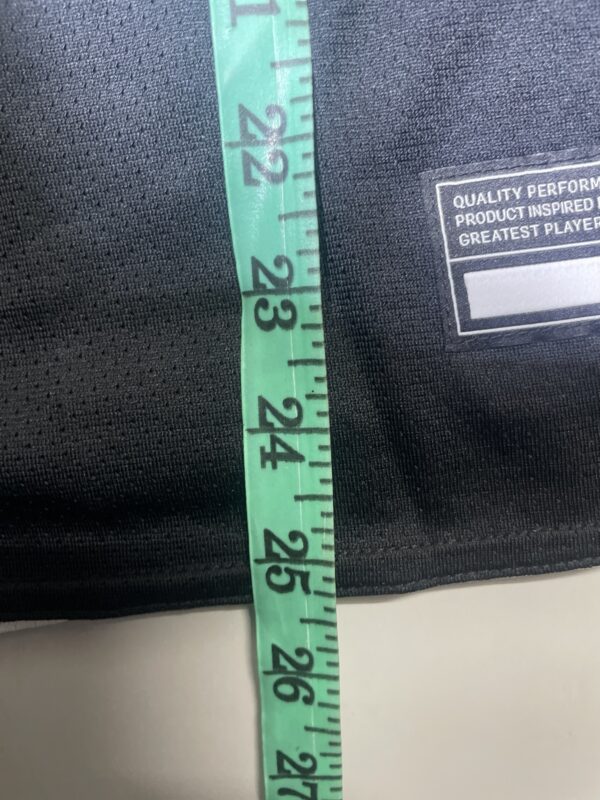 21
22
23
24
25
26
27
QUALITY PERFORM
PRODUCT INSPIRED
GREATEST PLAYER